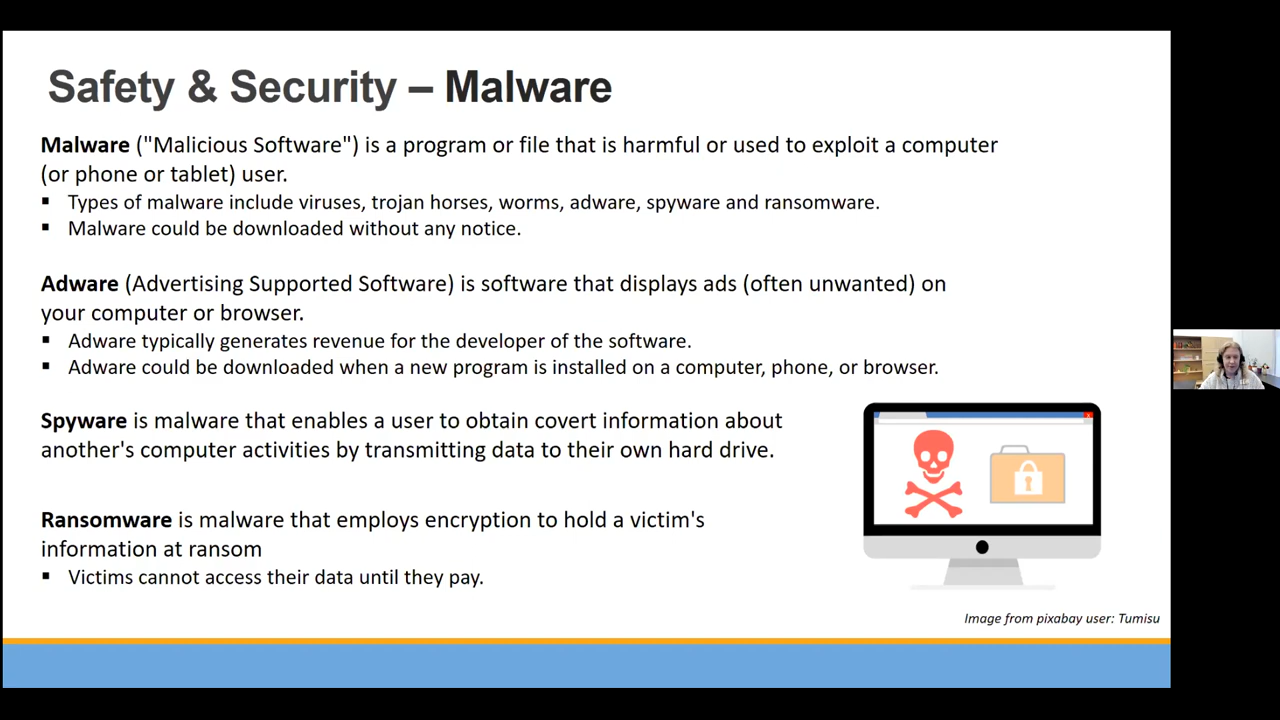 Safety & Security – Malware
Malware ("Malicious Software") is a program or file that is harmful or used to exploit a computer
(or phone or tablet) user.
▪ Types of malware include viruses, trojan horses, worms, adware, spyware and ransomware.
▪ Malware could be downloaded without any notice.
Adware (Advertising Supported Software) is software that displays ads (often unwanted) on
your computer or browser.
▪ Adware typically generates revenue for the developer of the software.
▪ Adware could be downloaded when a new program is installed on a computer, phone, or browser.
Spyware is malware that enables a user to obtain covert information about
another's computer activities by transmitting data to their own hard drive.
Ransomware is malware that employs encryption to hold a victim's
information at ransom
▪ Victims cannot access their data until they pay.
Image from pixabay user: Tumisu